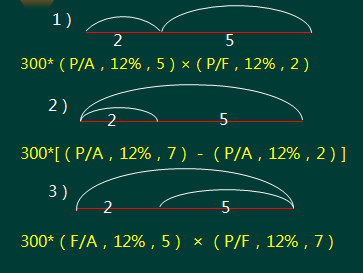 1）
2 5
300*（P/A，12%，5）×（P/F，12%，2）
2）
2 5
300*[（P/A，12%，7）-（P/A，12%，2）]
3）
2 5
300*（F/A，12%，5） ×（P/F，12%，7）